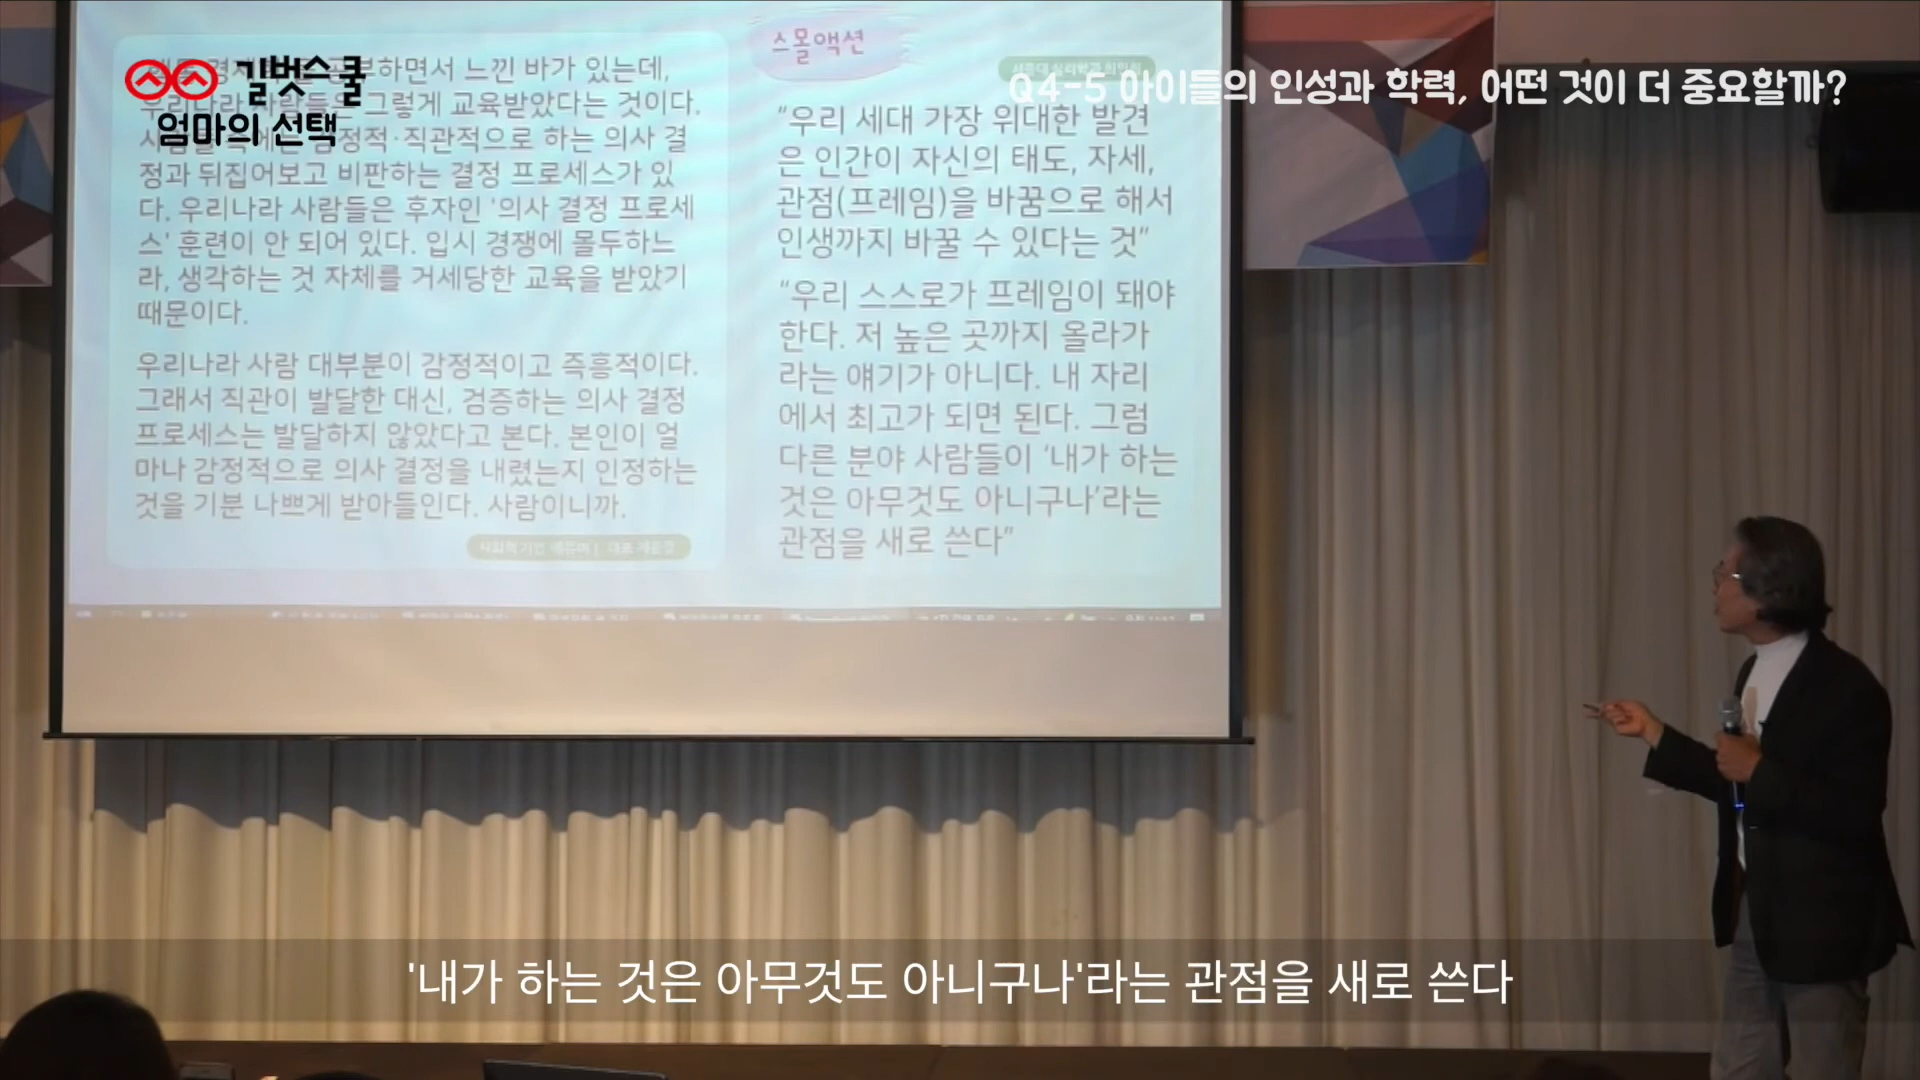 길벗스쿨
엄마의 선택
Q4-5 아이들의 인성과 학력, 어떤 것이 더 중요할까?
부하면서 느낀 바가 있는데,
우리나라 사람들은 그렇게 교육받았다는 것이다.
감정적·직관적으로 하는 의사 결
정과 뒤집어보고 비판하는 결정 프로세스가 있
다. 우리나라 사람들은 후자인 '의사 결정 프로세
스' 훈련이 안 되어 있다. 입시 경쟁에 몰두하느
라, 생각하는 것 자체를 거세당한 교육을 받았기
때문이다.
우리나라 사람 대부분이 감정적이고 즉흥적이다.
그래서 직관이 발달한 대신, 검증하는 의사 결정
프로세스는 발달하지 않았다고 본다. 본인이 얼
마나 감정적으로 의사 결정을 내렸는지 인정하는
것을 기분 나쁘게 받아들인다. 사람이니까.
스몰액션
“우리 세대 가장 위대한 발견
은 인간이 자신의 태도, 자세,
관점(프레임)을 바꿈으로 해서
인생까지 바꿀 수 있다는 것”
“우리 스스로가 프레임이 돼야
한다. 저 높은 곳까지 올라가
라는 얘기가 아니다. 내 자리
에서 최고가 되면 된다. 그럼
다른 분야 사람들이 ‘내가 하는
것은 아무것도 아니구나’라는
관점을 새로 쓴다”
'내가 하는 것은 아무것도 아니구나'라는 관점을 새로 쓴다